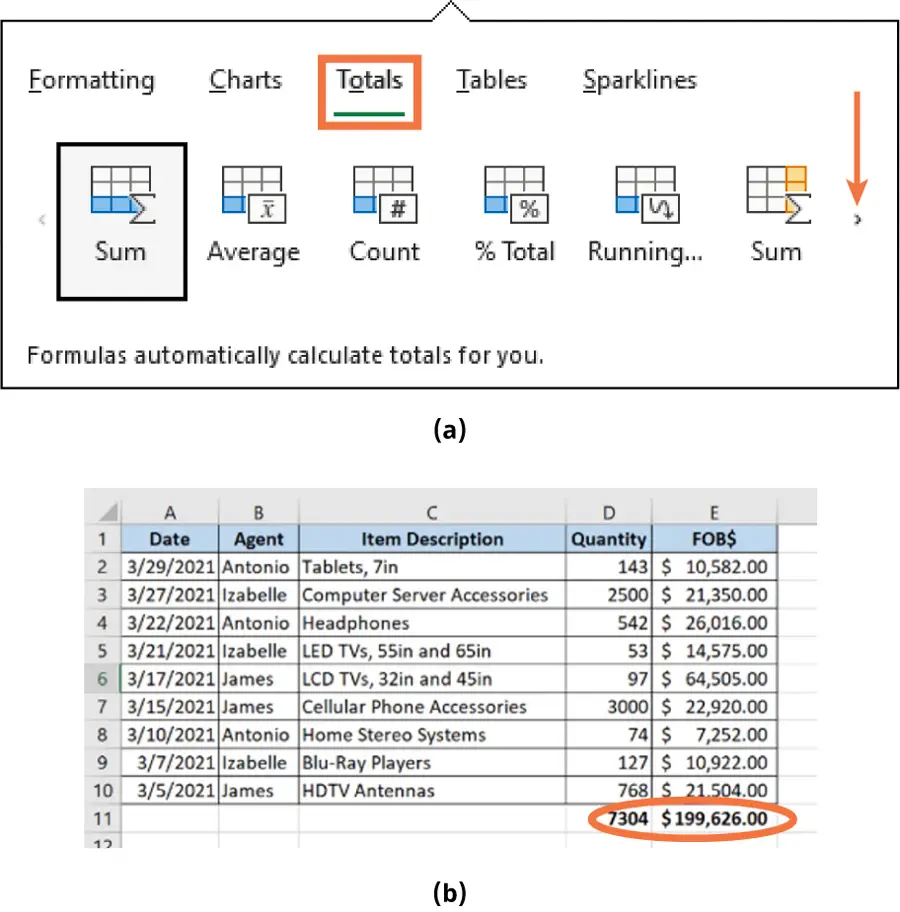 Formatting Charts Totals Tables Sparklines
Sum Average Count % Total Running... Sum
Formulas automatically calculate totals for you.
(a)
A B C D E
1 Date Agent Item Description Quantity FOB$
2 3/29/2021 Antonio Tablets, 7in 143 $ 10,582.00
3 3/27/2021 Izabelle Computer Server Accessories 2500 $ 21,350.00
4 3/22/2021 Antonio Headphones 542 $ 26,016.00
5 3/21/2021 Izabelle LED TVs, 55in and 65in 53 $ 14,575.00
6 3/17/2021 James LCD TVs, 32in and 45in 97 $ 64,505.00
7 3/15/2021 James Cellular Phone Accessories 3000 $ 22,920.00
8 3/10/2021 Antonio Home Stereo Systems 74 $ 7,252.00
9 3/7/2021 Izabelle Blu-Ray Players 127 $ 10,922.00
10 3/5/2021 James HDTV Antennas 768 $ 21,504.00
11 7304 $199,626.00
12
(b)